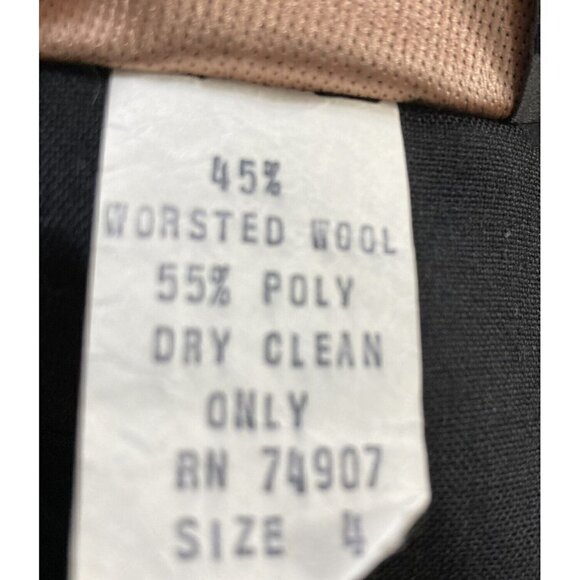 45%
WORSTED WOOL
55% POLY
DRY CLEAN
ONLY
RN 74907
SIZE 4